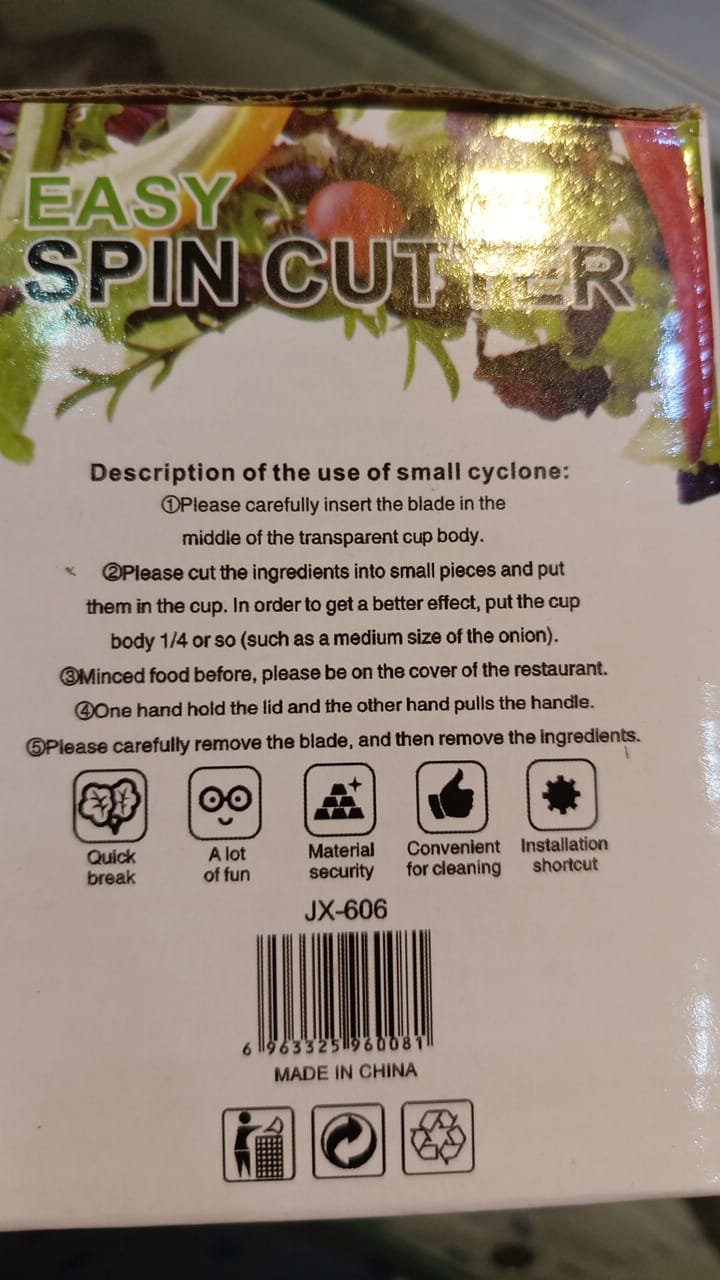 EASY
SPIN CUTTER
Description of the use of small cyclone:
①Please carefully insert the blade in the
middle of the transparent cup body.
②Please cut the ingredients into small pieces and put
them in the cup. In order to get a better effect, put the cup
body 1/4 or so (such as a medium size of the onion).
③Minced food before, please be on the cover of the restaurant.
④One hand hold the lid and the other hand pulls the handle.
⑤Please carefully remove the blade, and then remove the ingredients.
Quick
break
A lot
of fun
Material
security
Convenient
for cleaning
Installation
shortcut
JX-606
6 963325 960081
MADE IN CHINA